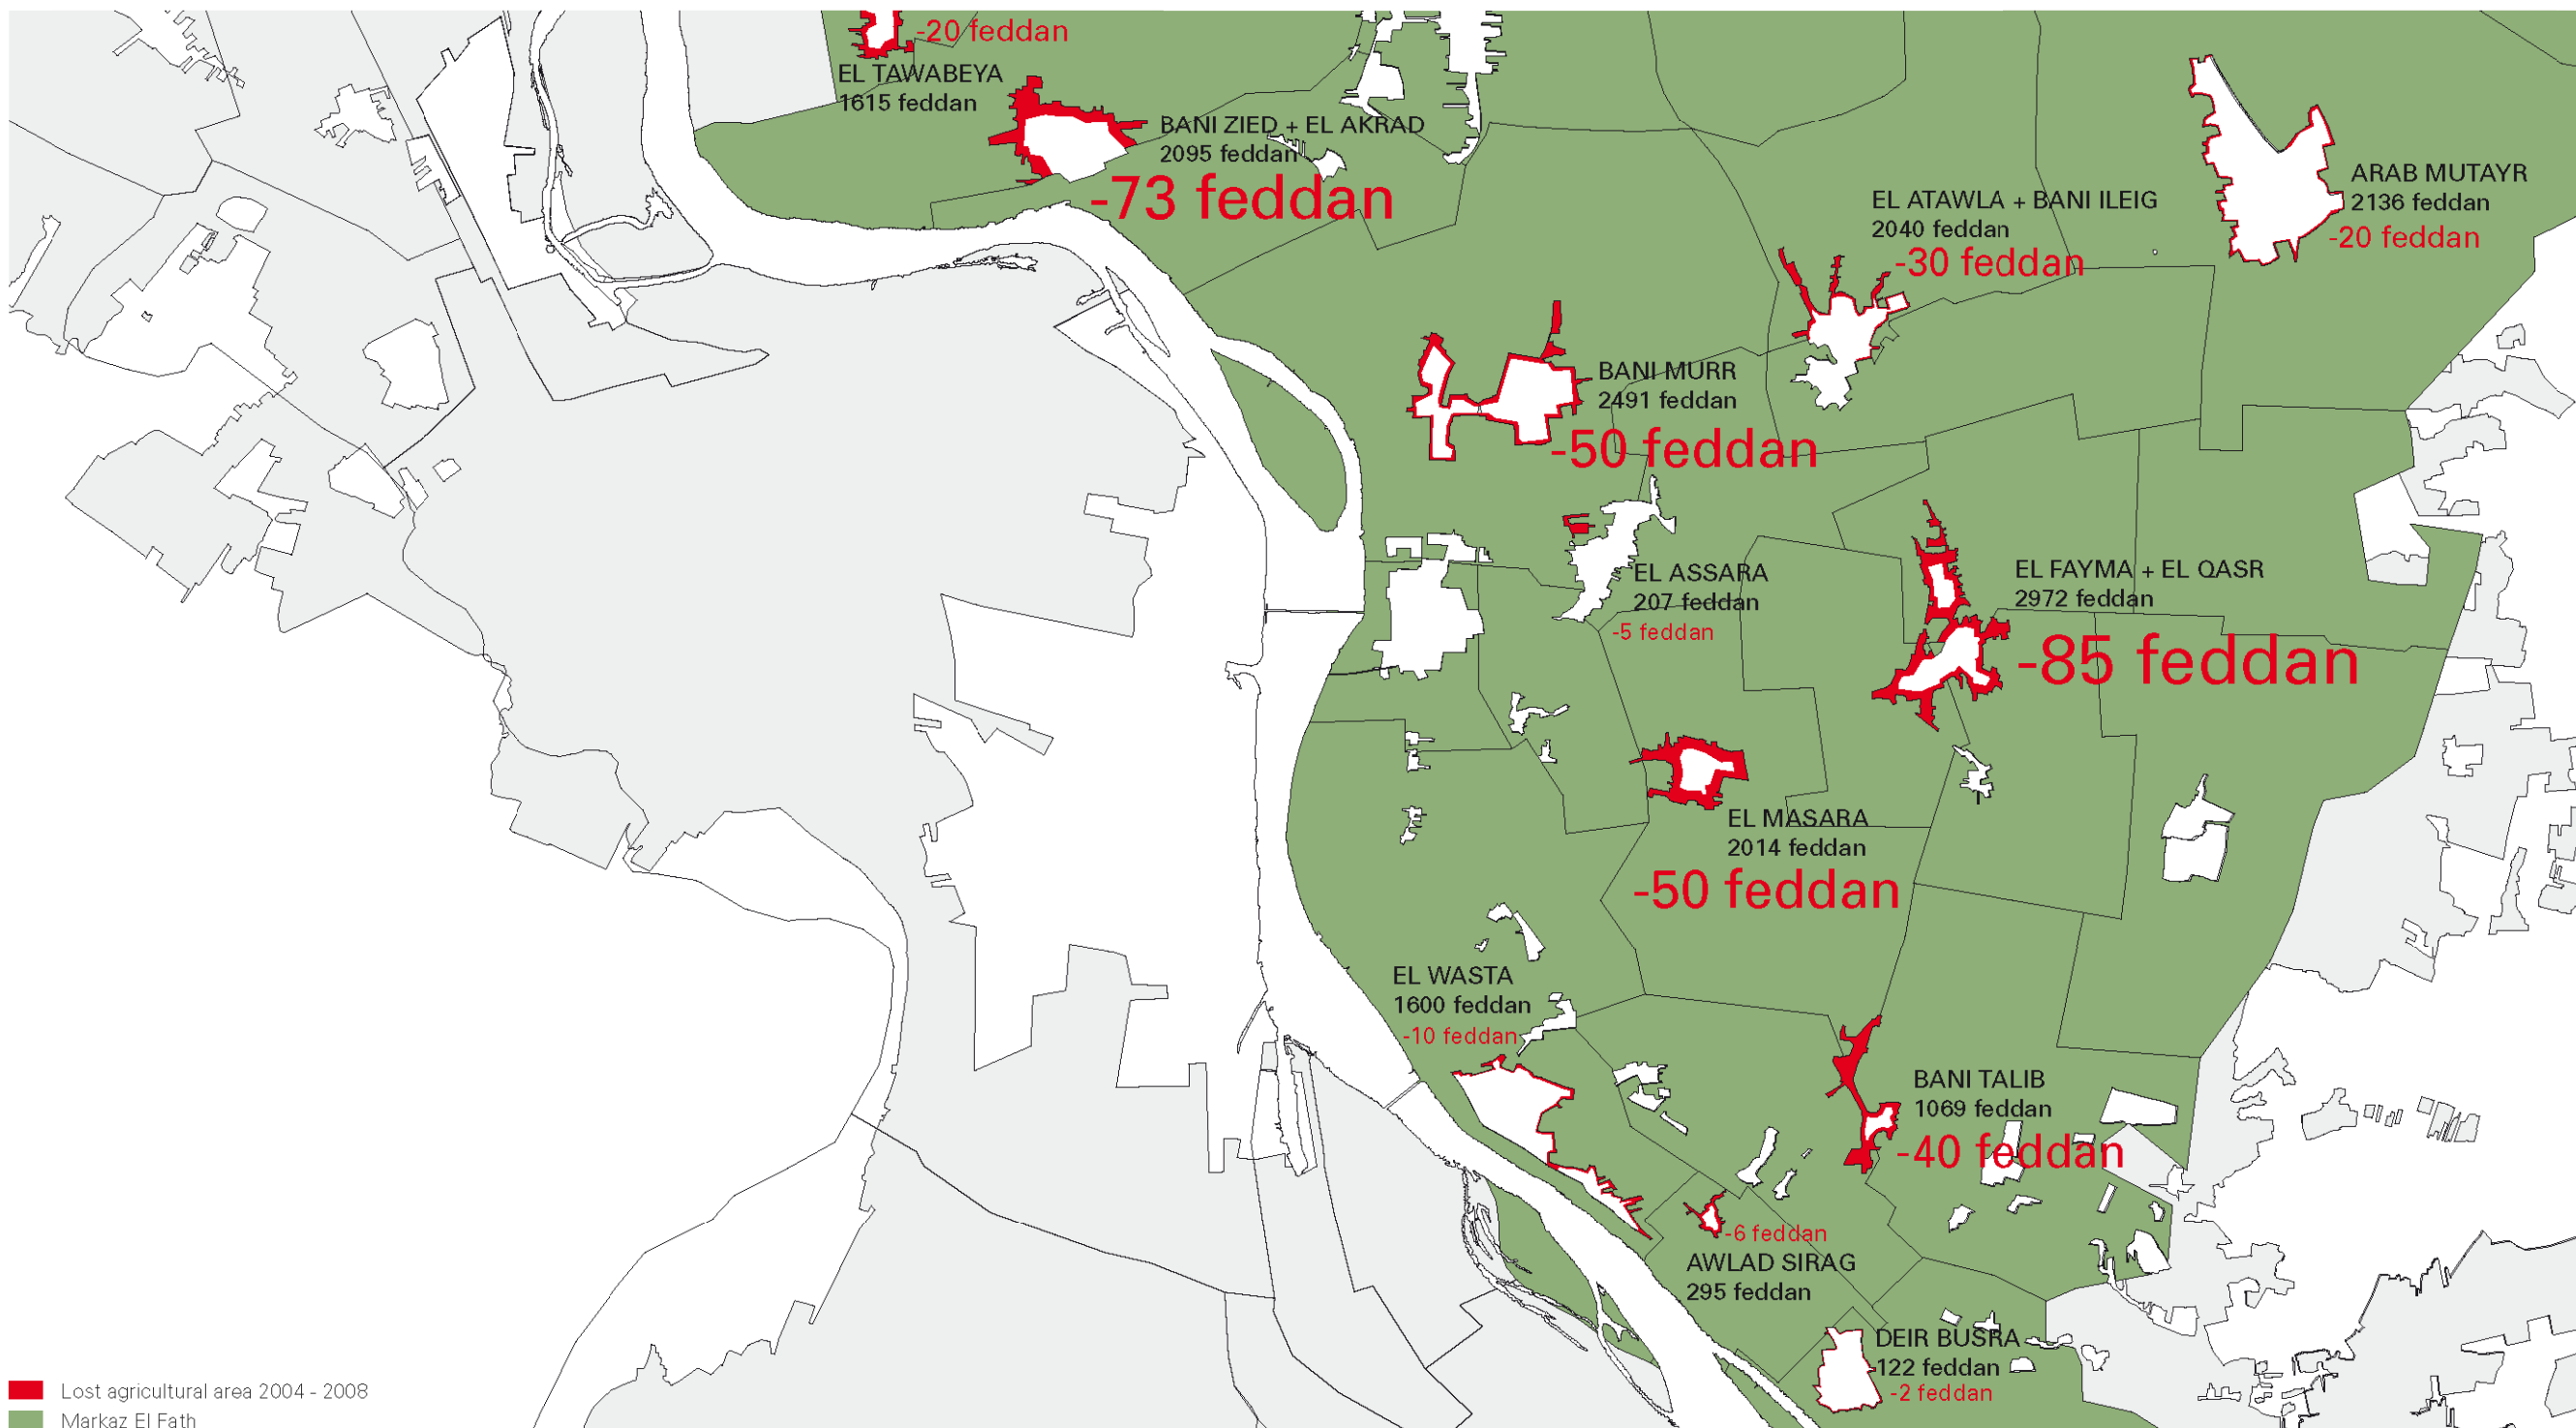 -20 feddan
EL TAWABEYA
1615 feddan
BANI ZIED + EL AKRAD
2095 feddan
-73 feddan
ARAB MUTAYR
2136 feddan
-20 feddan
EL ATAWLA + BANI ILEIG
2040 feddan
-30 feddan
BANI MURR
2491 feddan
-50 feddan
EL ASSARA
207 feddan
-5 feddan
EL FAYMA + EL QASR
2972 feddan
-85 feddan
EL MASARA
2014 feddan
-50 feddan
EL WASTA
1600 feddan
-10 feddan
BANI TALIB
1069 feddan
-40 feddan
-6 feddan
AWLAD SIRAG
295 feddan
DEIR BUSRA
122 feddan
-2 feddan
Lost agricultural area 2004 - 2008
Markaz El Fath